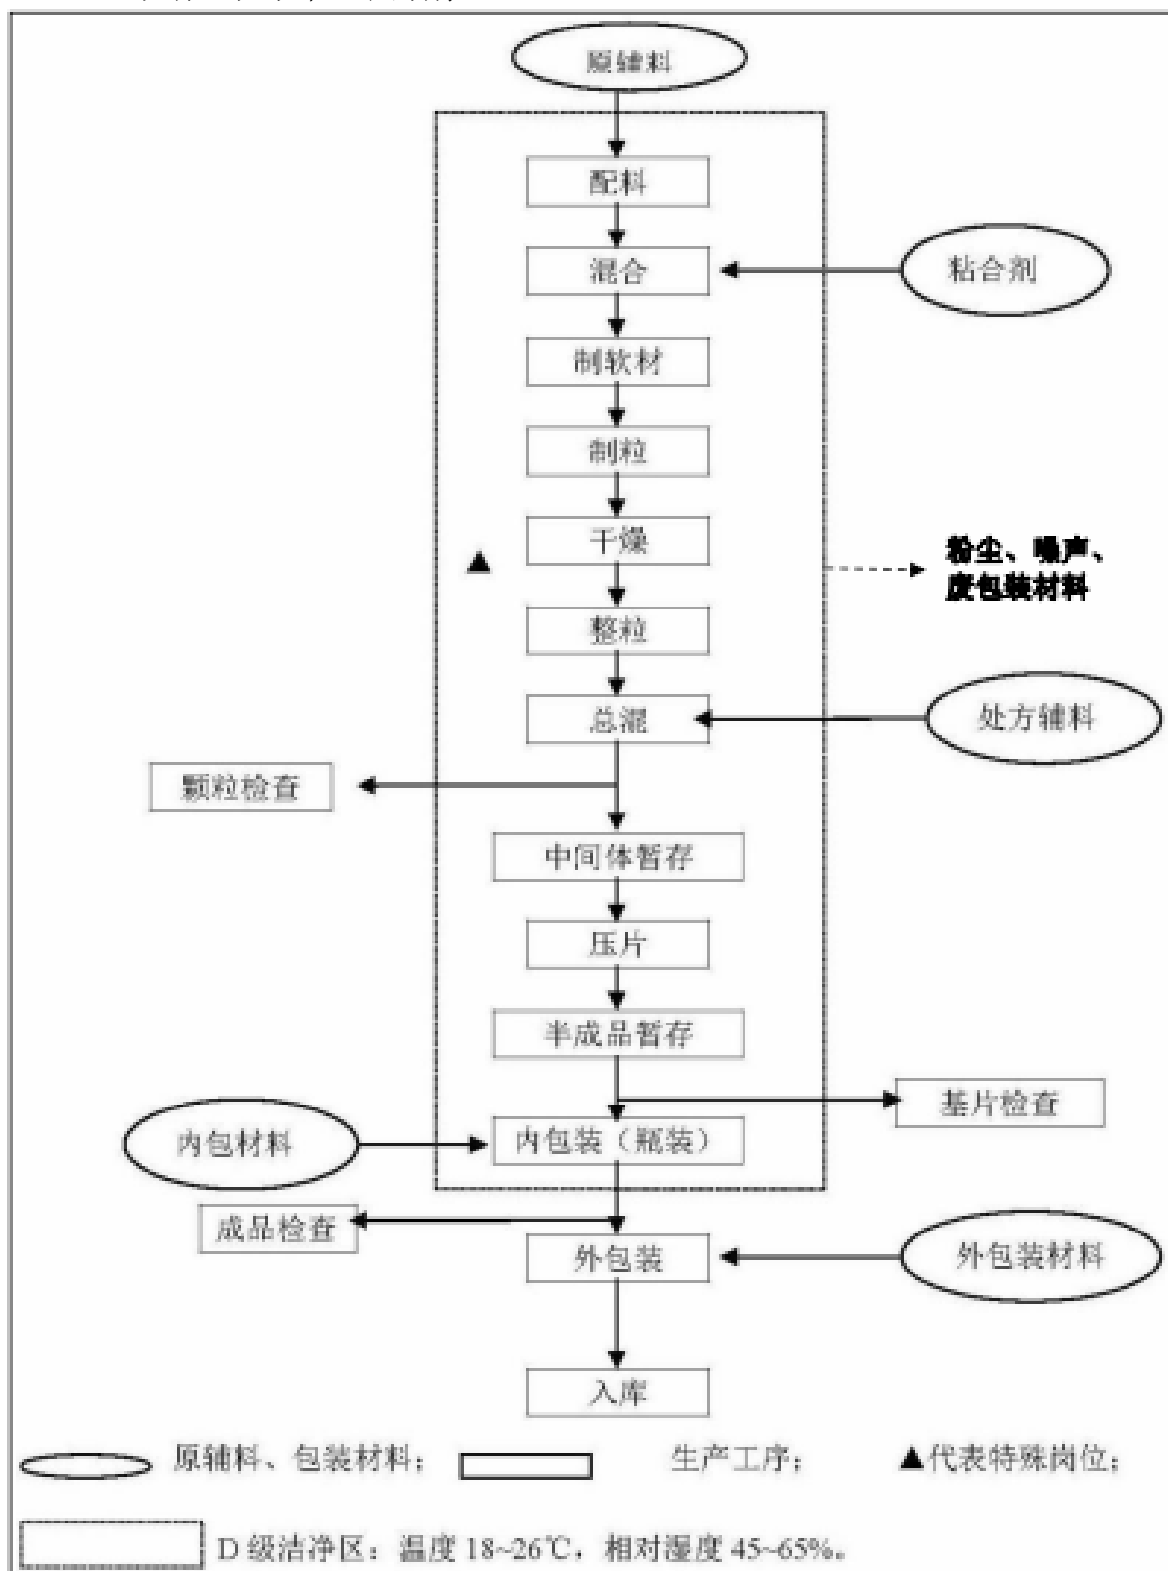 原辅料
配料
混合
粘合剂
制软材
制粒
干燥
▲
粉尘、噪声、
废包装材料
整粒
总混
处方辅料
颗粒检查
中间体暂存
压片
半成品暂存
基片检查
内包材料
内包装（瓶装）
成品检查
外包装
外包装材料
入库
原辅料、包装材料；
生产工序；
▲代表特殊岗位；
D 级洁净区：温度 18~26℃，相对湿度 45~65%。